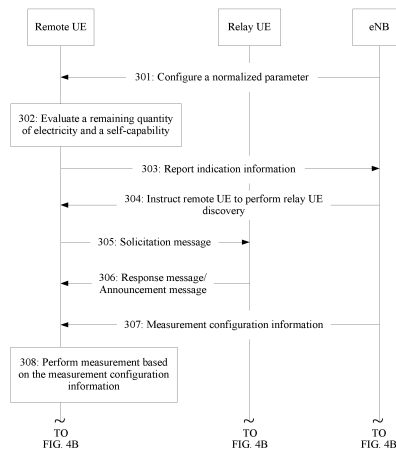 Remote UE
Relay UE
eNB
301: Configure a normalized parameter
302: Evaluate a remaining quantity
of electricity and a self-capability
303: Report indication information
304: Instruct remote UE to perform relay UE
discovery
305: Solicitation message
306: Response message/
Announcement message
307: Measurement configuration information
308: Perform measurement based
on the measurement configuration
information
~
TO
FIG. 4B
~
TO
FIG. 4B
~
TO
FIG. 4B